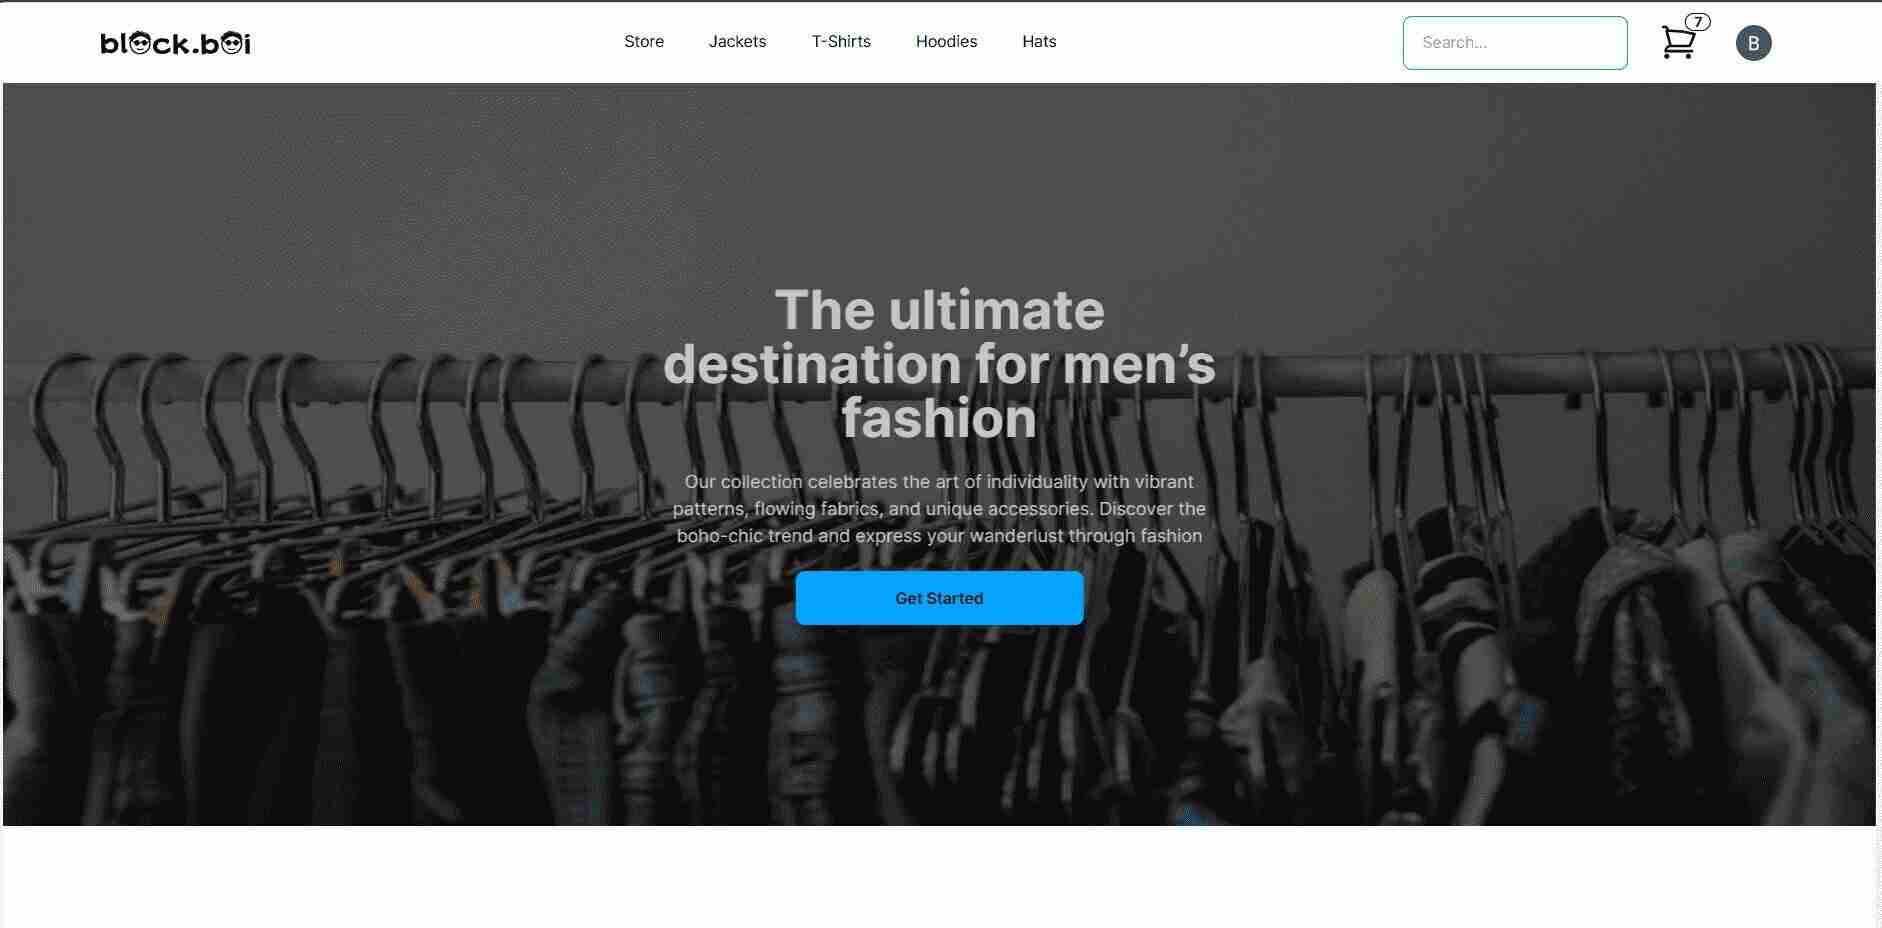 block.boi
Store Jackets T-Shirts Hoodies Hats
Search...
7
B
The ultimate
destination for men’s
fashion
Our collection celebrates the art of individuality with vibrant
patterns, flowing fabrics, and unique accessories. Discover the
boho-chic trend and express your wanderlust through fashion
Get Started